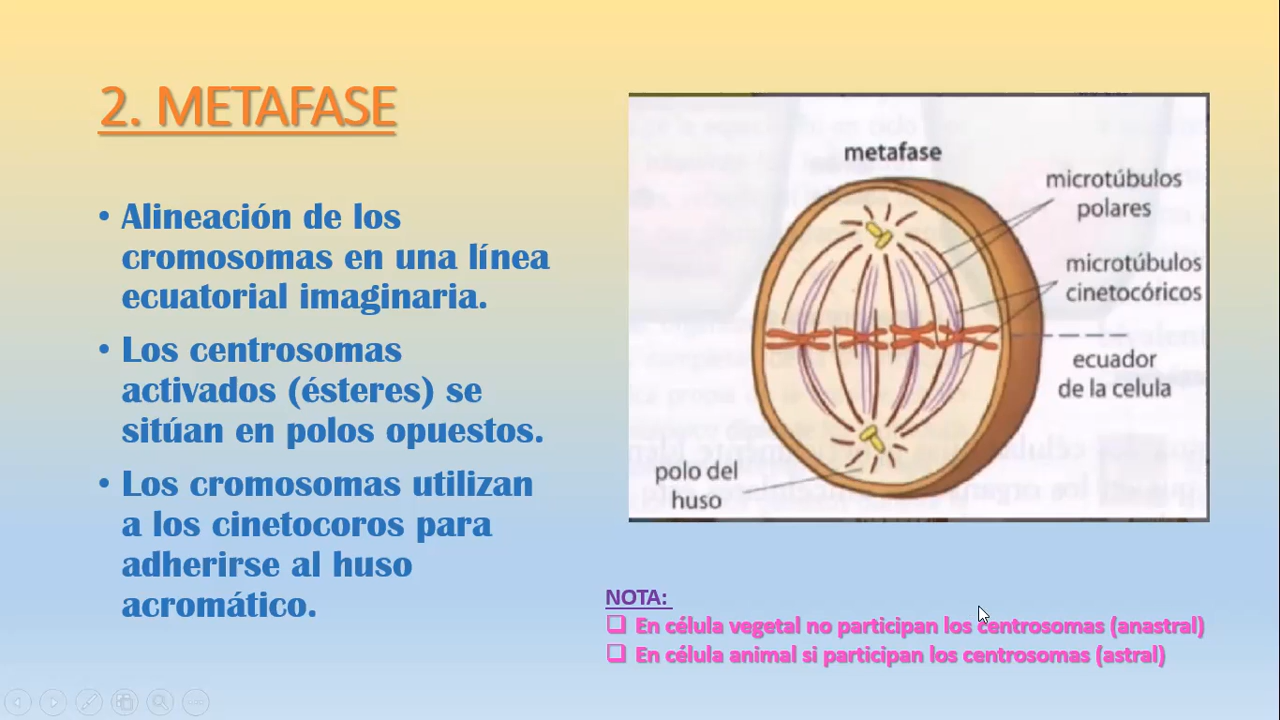 2. METAFASE
• Alineación de los
cromosomas en una línea
ecuatorial imaginaria.
• Los centrosomas
activados (ésteres) se
sitúan en polos opuestos.
• Los cromosomas utilizan
a los cinetocoros para
adherirse al huso
acromático.
metafase
microtúbulos
polares
microtúbulos
cinetocóricos
ecuador
de la celula
polo del
huso
NOTA:
❑ En célula vegetal no participan los centrosomas (anastral)
❑ En célula animal si participan los centrosomas (astral)